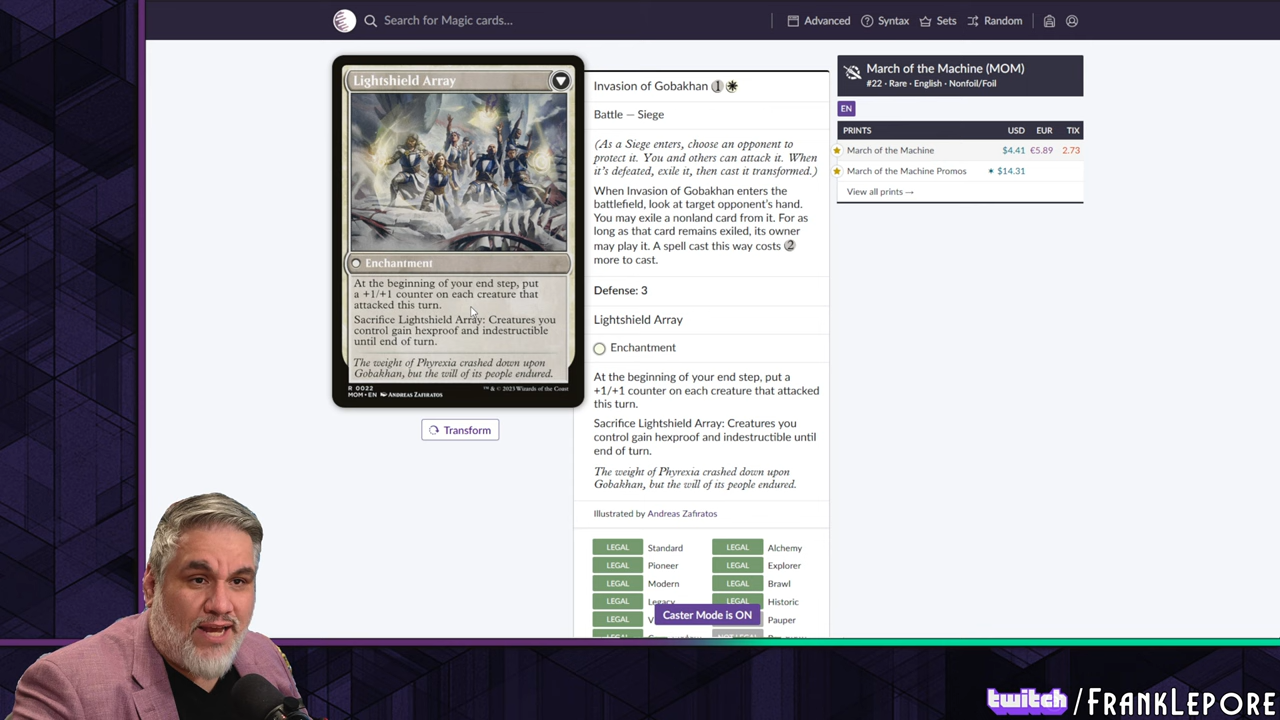 Search for Magic cards...
Advanced
Syntax
Sets
Random
Lightshield Array
Enchantment
At the beginning of your end step, put
a +1/+1 counter on each creature that
attacked this turn.
Sacrifice Lightshield Array: Creatures you
control gain hexproof and indestructible
until end of turn.
The weight of Phyrexia crashed down upon
Gobakhan, but the will of its people endured.
R 0022
MOM • EN ANDREAS ZAFIRATOS
™ & © 2023 Wizards of the Coast
Transform
Invasion of Gobakhan 1
Battle — Siege
(As a Siege enters, choose an opponent to
protect it. You and others can attack it. When
it's defeated, exile it, then cast it transformed.)
When Invasion of Gobakhan enters the
battlefield, look at target opponent's hand.
You may exile a nonland card from it. For as
long as that card remains exiled, its owner
may play it. A spell cast this way costs 2
more to cast.
Defense: 3
Lightshield Array
Enchantment
At the beginning of your end step, put a
+1/+1 counter on each creature that attacked
this turn.
Sacrifice Lightshield Array: Creatures you
control gain hexproof and indestructible until
end of turn.
The weight of Phyrexia crashed down upon
Gobakhan, but the will of its people endured.
Illustrated by Andreas Zafiratos
LEGAL Standard LEGAL Alchemy
LEGAL Pioneer LEGAL Explorer
LEGAL Modern LEGAL Brawl
LEGAL Legacy LEGAL Historic
LEGAL Pauper
Caster Mode is ON
March of the Machine (MOM)
#22 · Rare · English · Nonfoil/Foil
EN
PRINTS USD EUR TIX
March of the Machine $4.41 €5.89 2.73
March of the Machine Promos $14.31
View all prints →
twitch/FRANKLEPORE